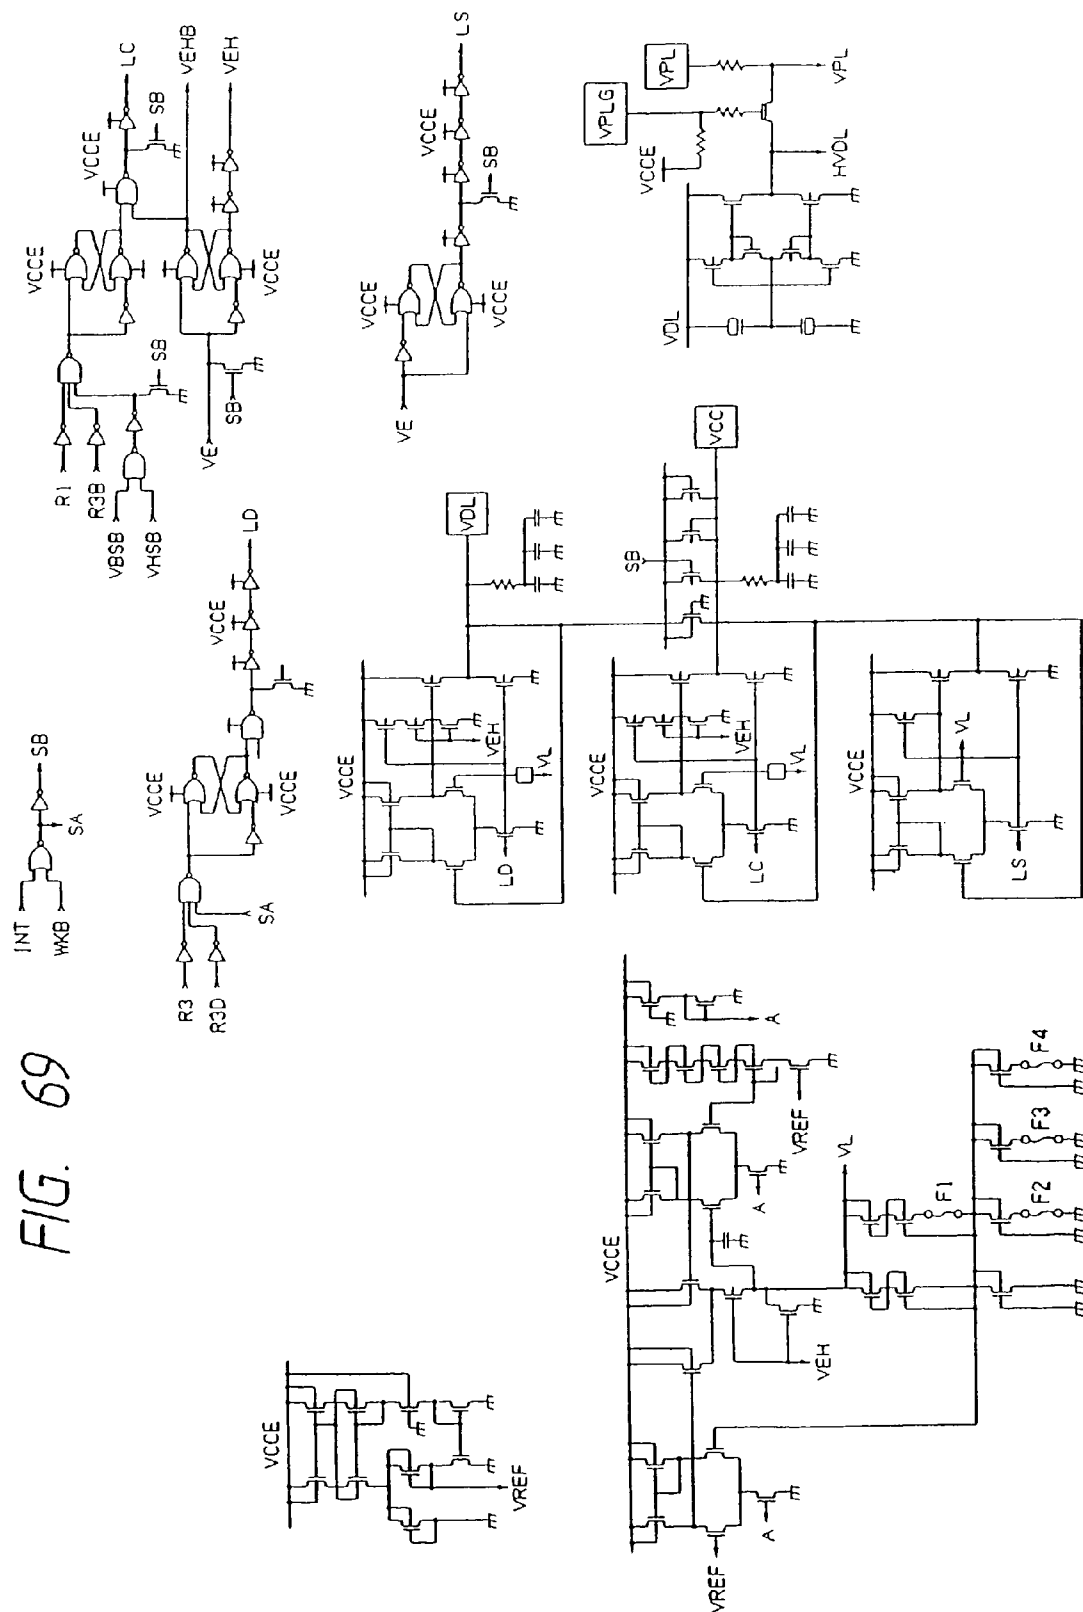 FIG. 69
INT
WKB
SA
SB
R3
R3D
SA
VCCE
VCCE
VCCE
LD
R1
R3B
VBSB
VHSB
SB
VCCE
VCCE
SB
LC
VE
SB
VCCE
VEHB
VEH
VE
VCCE
VCCE
SB
VCCE
LS
VCCE
VREF
VCCE
VREF
A
VEH
A
VREF
A
VL
F1
F2
F3
F4
VCCE
LD
VEH
VL
VDL
VCCE
LC
VEH
VL
SB
VCC
VCCE
LS
VL
VDL
VCCE
VPLG
VPL
HVDL
VPL